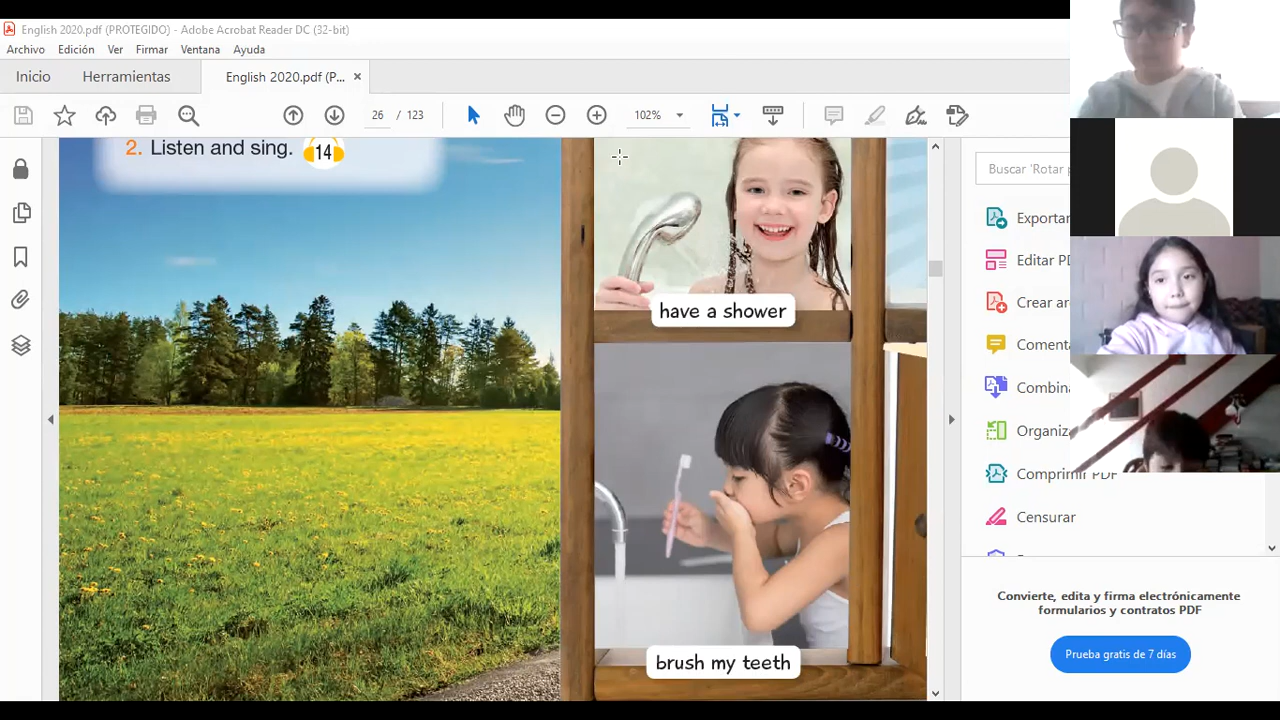 English 2020.pdf (PROTEGIDO) - Adobe Acrobat Reader DC (32-bit)
Archivo Edición Ver Firmar Ventana Ayuda
Inicio Herramientas English 2020.pdf (P... ×
26 / 123 102%
2. Listen and sing. 14
have a shower
brush my teeth
Buscar 'Rotar p
Exportar
Editar PD
Crear ar
Comenta
Combina
Organiz
Comprimir PDF
Censurar
Convierte, edita y firma electrónicamente
formularios y contratos PDF
Prueba gratis de 7 días